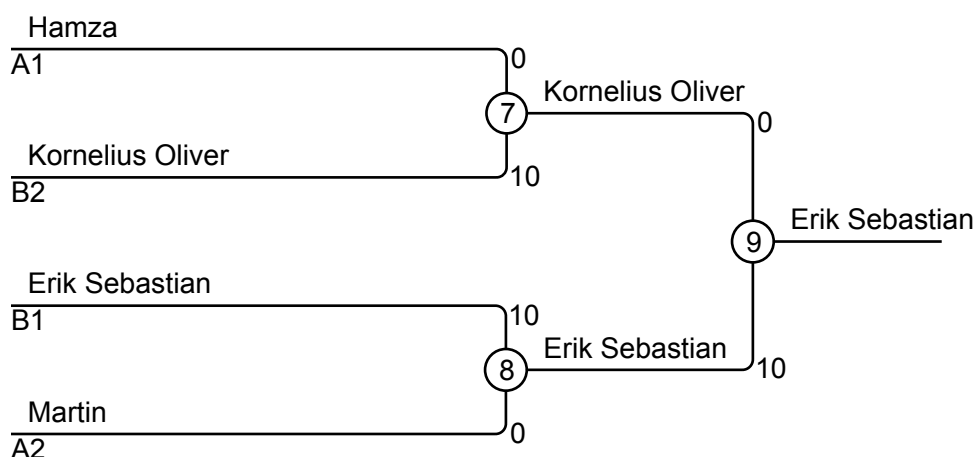 Hamza
A1
0
7
Kornelius Oliver
0
Kornelius Oliver
B2
10
9
Erik Sebastian
Erik Sebastian
B1
10
8
Erik Sebastian
10
Martin
A2
0